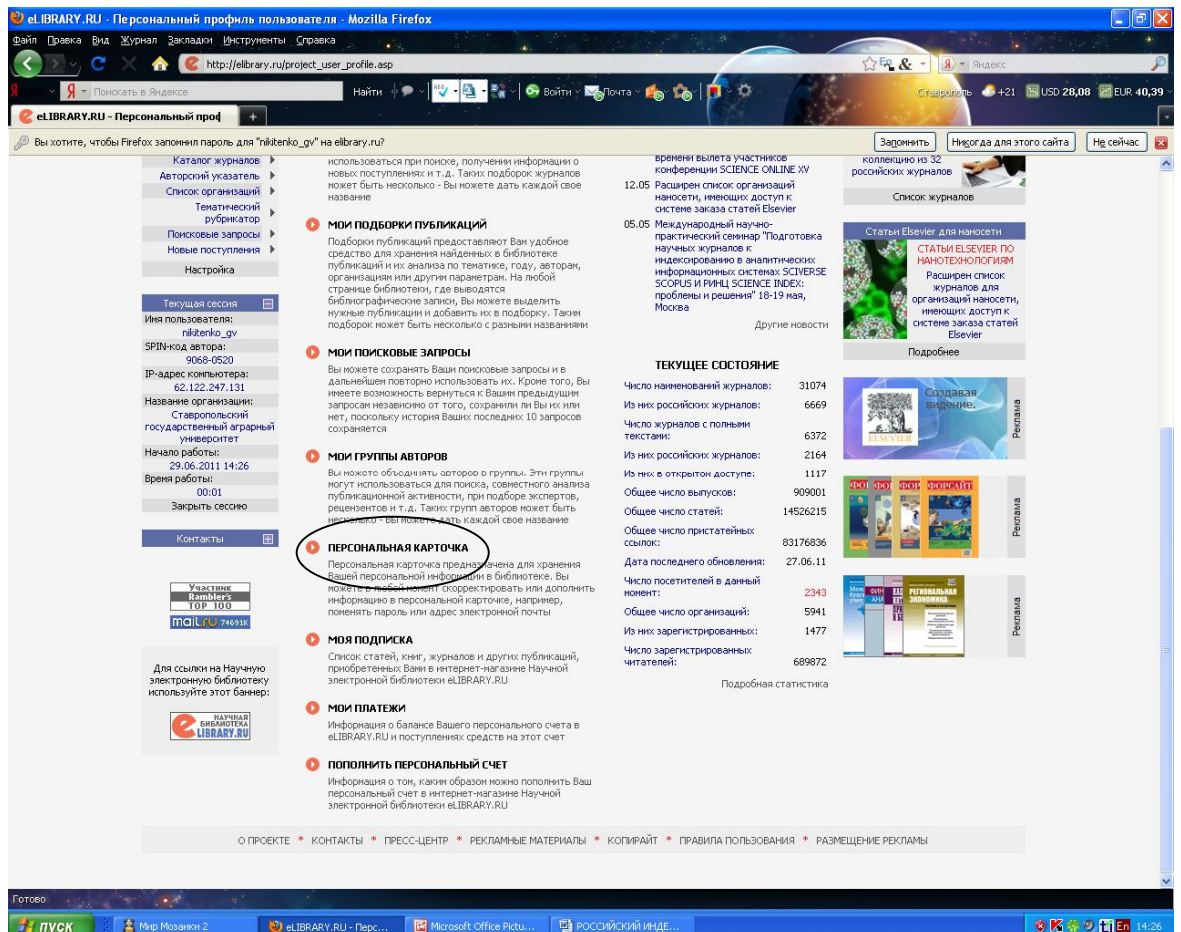 eLIBRARY.RU - Персональный профиль пользователя - Mozilla Firefox
Файл Правка Вид Журнал Закладки Инструменты Справка
http://elibrary.ru/project_user_profile.asp
Яндекс
Поискать в Яндексе
Найти
Войти
Почта
Ставрополь +21 USD 28,08 EUR 40,39
eLIBRARY.RU - Персональный проф
Вы хотите, чтобы Firefox запомнил пароль для "nikitenko_gv" на elibrary.ru?
Запомнить
Никогда для этого сайта
Не сейчас
Каталог журналов
Авторский указатель
Список организаций
Тематический
рубрикатор
Поисковые запросы
Новые поступления
Настройка
Текущая сессия
Имя пользователя:
nikitenko_gv
SPIN-код автора:
9068-0520
IP-адрес компьютера:
62.122.247.131
Название организации:
Ставропольский
государственный аграрный
университет
Начало работы:
29.06.2011 14:26
Время работы:
00:01
Закрыть сессию
Контакты
Участник
Rambler's
TOP 100
mail.ru 74691K
Для ссылки на Научную
электронную библиотеку
используйте этот баннер:
НАУЧНАЯ
БИБЛИОТЕКА
LIBRARY.RU
использоваться при поиске, получении информации о
новых поступлениях и т.д. Таких подборок журналов
может быть несколько - Вы можете дать каждой свое
название
МОИ ПОДБОРКИ ПУБЛИКАЦИЙ
Подборки публикаций предоставляют Вам удобное
средство для хранения найденных в библиотеке
публикаций и их анализа по тематике, году, авторам,
организациям или другим параметрам. На любой
странице библиотеки, где выводятся
библиографические записи, Вы можете выделить
нужные публикации и добавить их в подборку. Таким
подборок может быть несколько с разными названиями
МОИ ПОИСКОВЫЕ ЗАПРОСЫ
Вы можете сохранять Ваши поисковые запросы и в
дальнейшем повторно использовать их. Кроме того, Вы
имеете возможность вернуться к Вашим предыдущим
запросам независимо от того, сохранили ли Вы их или
нет, поскольку история Ваших последних 10 запросов
сохраняется
МОИ ГРУППЫ АВТОРОВ
Вы можете объединять авторов в группы. Эти группы
могут использоваться для поиска, совместного анализа
публикационной активности, при подборе экспертов,
рецензентов и т.д. Таких групп авторов может быть
несколько - Вы можете дать каждой свое название
ПЕРСОНАЛЬНАЯ КАРТОЧКА
Персональная карточка предназначена для хранения
Вашей персональной информации в библиотеке. Вы
можете в любой момент скорректировать или дополнить
информацию в персональной карточке, например,
поменять пароль или адрес электронной почты
МОЯ ПОДПИСКА
Список статей, книг, журналов и других публикаций,
приобретенных Вами в интернет-магазине Научной
электронной библиотеки eLIBRARY.RU
МОИ ПЛАТЕЖИ
Информация о балансе Вашего персонального счета в
eLIBRARY.RU и поступлениях средств на этот счет
ПОПОЛНИТЬ ПЕРСОНАЛЬНЫЙ СЧЕТ
Информация о том, каким образом можно пополнить Ваш
персональный счет в интернет-магазине Научной
электронной библиотеки eLIBRARY.RU
времени вылета участников
конференции SCIENCE ONLINE XV
12.05 Расширен список организаций
наносети, имеющих доступ к
системе заказа статей Elsevier
05.05 Международный научно-
практический семинар "Подготовка
научных журналов к
индексированию в аналитических
информационных системах SCIVERSE
SCOPUS И РИНЦ SCIENCE INDEX:
проблемы и решения" 18-19 мая,
Москва
Другие новости
ТЕКУЩЕЕ СОСТОЯНИЕ
Число наименований журналов: 31074
Из них российских журналов: 6669
Число журналов с полными
текстами: 6372
Из них российских журналов: 2164
Из них в открытом доступе: 1117
Общее число выпусков: 909001
Общее число статей: 14526215
Общее число пристатейных
ссылок: 83176836
Дата последнего обновления: 27.06.11
Число посетителей в данный
момент: 2343
Общее число организаций: 5941
Из них зарегистрированных: 1477
Число зарегистрированных
читателей: 689872
Подробная статистика
коллекцию из 32
российских журналов
Список журналов
Статьи Elsevier для наносети
СТАТЬИ ELSEVIER ПО
НАНОТЕХНОЛОГИЯМ
Расширен список
журналов для
организаций наносети,
имеющих доступ к
системе заказа статей
Elsevier
Подробнее
Создавая
видение.
ELSEVIER
Реклама
ФОРСАЙТ
Реклама
РЕГИОНАЛЬНАЯ
ЭКОНОМИКА:
Реклама
О ПРОЕКТЕ * КОНТАКТЫ * ПРЕСС-ЦЕНТР * РЕКЛАМНЫЕ МАТЕРИАЛЫ * КОПИРАЙТ * ПРАВИЛА ПОЛЬЗОВАНИЯ * РАЗМЕЩЕНИЕ РЕКЛАМЫ
Готово
пуск
Мир Мозаики 2
eLIBRARY.RU - Перс...
Microsoft Office Pictu...
РОССИЙСКИЙ ИНДЕ...
En
14:26